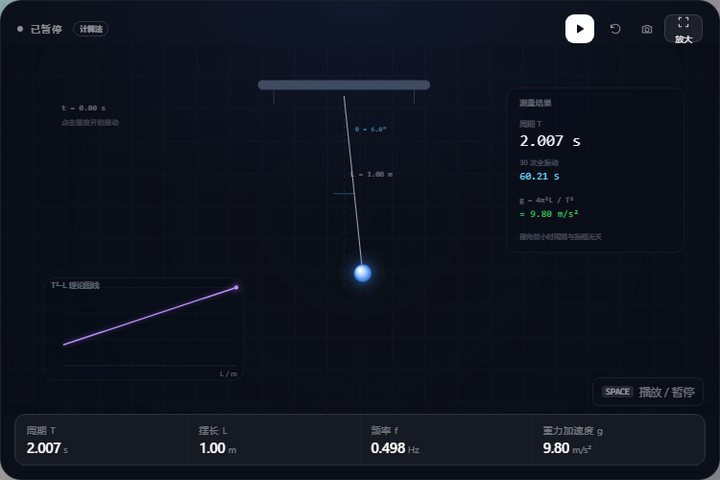 已暂停 计算法
放大
t = 0.00 s
点击播放开始振动
θ = 6.0°
L = 1.00 m
测量结果
周期 T
2.007 s
30 次全振动
60.21 s
g = 4π²L / T²
= 9.80 m/s²
摆角较小时周期与振幅无关
T²–L 理论图线
L / m
SPACE 播放 / 暂停
周期 T
2.007 s
摆长 L
1.00 m
频率 f
0.498 Hz
重力加速度 g
9.80 m/s²